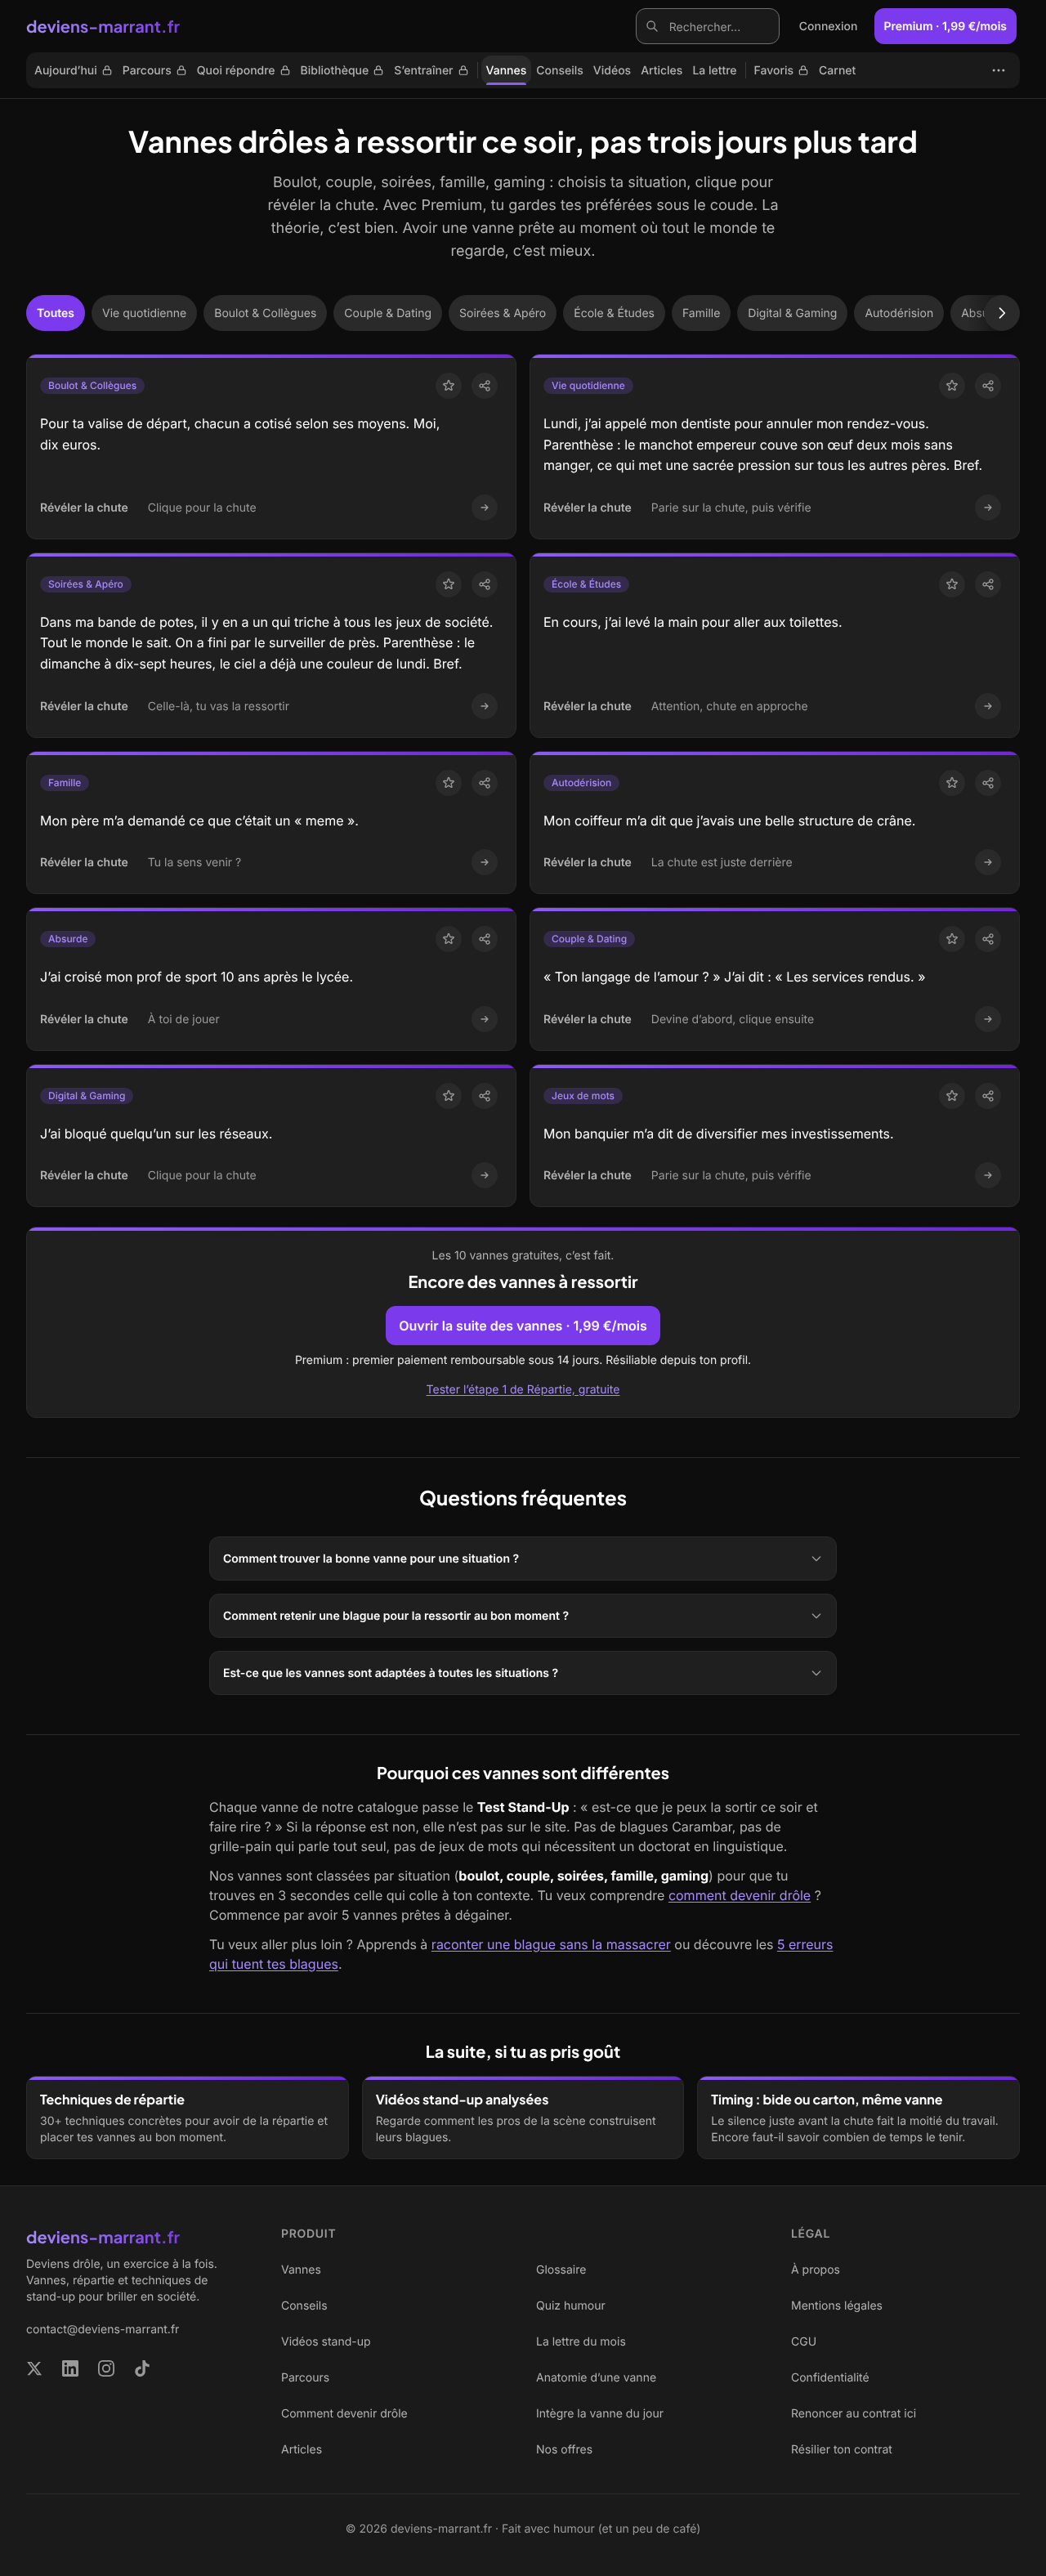 deviens-marrant.fr
Rechercher...
Connexion
Premium · 1,99 €/mois
Aujourd’hui
Parcours
Quoi répondre
Bibliothèque
S’entraîner
Vannes
Conseils
Vidéos
Articles
La lettre
Favoris
Carnet
Vannes drôles à ressortir ce soir, pas trois jours plus tard
Boulot, couple, soirées, famille, gaming : choisis ta situation, clique pour
révéler la chute. Avec Premium, tu gardes tes préférées sous le coude. La
théorie, c’est bien. Avoir une vanne prête au moment où tout le monde te
regarde, c’est mieux.
Toutes
Vie quotidienne
Boulot & Collègues
Couple & Dating
Soirées & Apéro
École & Études
Famille
Digital & Gaming
Autodérision
Boulot & Collègues
Pour ta valise de départ, chacun a cotisé selon ses moyens. Moi,
dix euros.
Révéler la chute
Clique pour la chute
Vie quotidienne
Lundi, j’ai appelé mon dentiste pour annuler mon rendez-vous.
Parenthèse : le manchot empereur couve son œuf deux mois sans
manger, ce qui met une sacrée pression sur tous les autres pères. Bref.
Révéler la chute
Parie sur la chute, puis vérifie
Soirées & Apéro
Dans ma bande de potes, il y en a un qui triche à tous les jeux de société.
Tout le monde le sait. On a fini par le surveiller de près. Parenthèse : le
dimanche à dix-sept heures, le ciel a déjà une couleur de lundi. Bref.
Révéler la chute
Celle-là, tu vas la ressortir
École & Études
En cours, j’ai levé la main pour aller aux toilettes.
Révéler la chute
Attention, chute en approche
Famille
Mon père m’a demandé ce que c’était un « meme ».
Révéler la chute
Tu la sens venir ?
Autodérision
Mon coiffeur m’a dit que j’avais une belle structure de crâne.
Révéler la chute
La chute est juste derrière
Absurde
J’ai croisé mon prof de sport 10 ans après le lycée.
Révéler la chute
À toi de jouer
Couple & Dating
« Ton langage de l’amour ? » J’ai dit : « Les services rendus. »
Révéler la chute
Devine d’abord, clique ensuite
Digital & Gaming
J’ai bloqué quelqu’un sur les réseaux.
Révéler la chute
Clique pour la chute
Jeux de mots
Mon banquier m’a dit de diversifier mes investissements.
Révéler la chute
Parie sur la chute, puis vérifie
Les 10 vannes gratuites, c’est fait.
Encore des vannes à ressortir
Ouvrir la suite des vannes · 1,99 €/mois
Premium : premier paiement remboursable sous 14 jours. Résiliable depuis ton profil.
Tester l’étape 1 de Répartie, gratuite
Questions fréquentes
Comment trouver la bonne vanne pour une situation ?
Comment retenir une blague pour la ressortir au bon moment ?
Est-ce que les vannes sont adaptées à toutes les situations ?
Pourquoi ces vannes sont différentes
Chaque vanne de notre catalogue passe le Test Stand-Up : « est-ce que je peux la sortir ce soir et
faire rire ? » Si la réponse est non, elle n’est pas sur le site. Pas de blagues Carambar, pas de
grille-pain qui parle tout seul, pas de jeux de mots qui nécessitent un doctorat en linguistique.
Nos vannes sont classées par situation (boulot, couple, soirées, famille, gaming) pour que tu
trouves en 3 secondes celle qui colle à ton contexte. Tu veux comprendre comment devenir drôle ?
Commence par avoir 5 vannes prêtes à dégainer.
Tu veux aller plus loin ? Apprends à raconter une blague sans la massacrer ou découvre les 5 erreurs
qui tuent tes blagues.
La suite, si tu as pris goût
Techniques de répartie
30+ techniques concrètes pour avoir de la répartie et
placer tes vannes au bon moment.
Vidéos stand-up analysées
Regarde comment les pros de la scène construisent
leurs blagues.
Timing : bide ou carton, même vanne
Le silence juste avant la chute fait la moitié du travail.
Encore faut-il savoir combien de temps le tenir.
deviens-marrant.fr
Deviens drôle, un exercice à la fois.
Vannes, répartie et techniques de
stand-up pour briller en société.
contact@deviens-marrant.fr
PRODUIT
Vannes
Conseils
Vidéos stand-up
Parcours
Comment devenir drôle
Articles
Glossaire
Quiz humour
La lettre du mois
Anatomie d’une vanne
Intègre la vanne du jour
Nos offres
LÉGAL
À propos
Mentions légales
CGU
Confidentialité
Renoncer au contrat ici
Résilier ton contrat
© 2026 deviens-marrant.fr · Fait avec humour (et un peu de café)